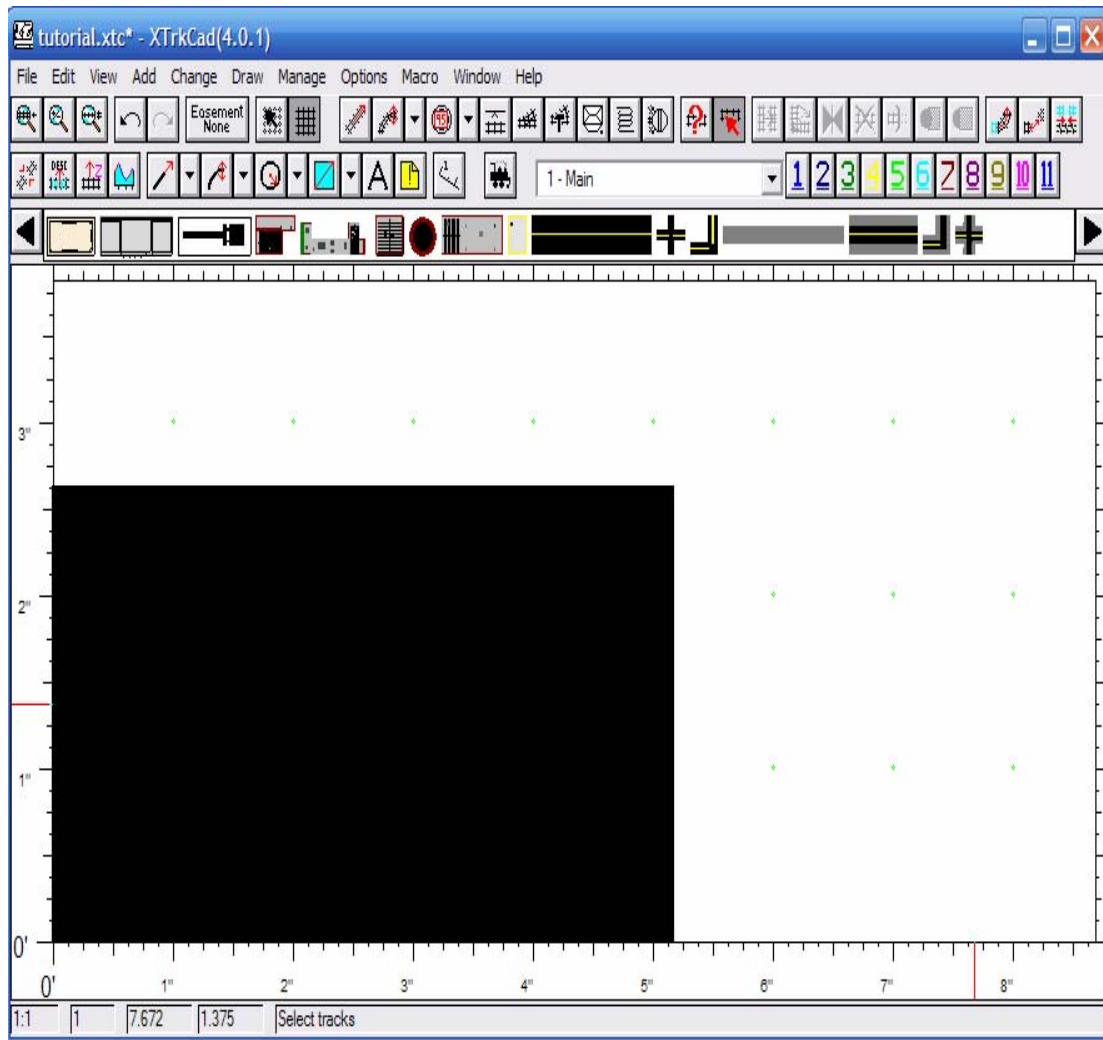 tutorial.xtc* - XTrkCad(4.0.1)
File Edit View Add Change Draw Manage Options Macro Window Help
Easement None
95
DESC Z A 1 - Main 1 2 3 4 5 6 7 8 9 10 11
3"
2"
1"
0'
0' 1" 2" 3" 4" 5" 6" 7" 8"
1:1 1 7.672 1.375 Select tracks